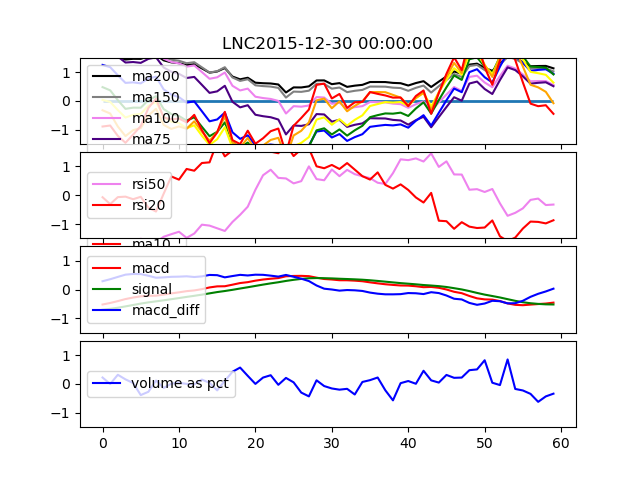 LNC2015-12-30 00:00:00
1
0
−1
ma200
ma150
ma100
ma75
1
0
−1
rsi50
rsi20
ma10
1
0
−1
macd
signal
macd_diff
1
0
−1
volume as pct
0 10 20 30 40 50 60